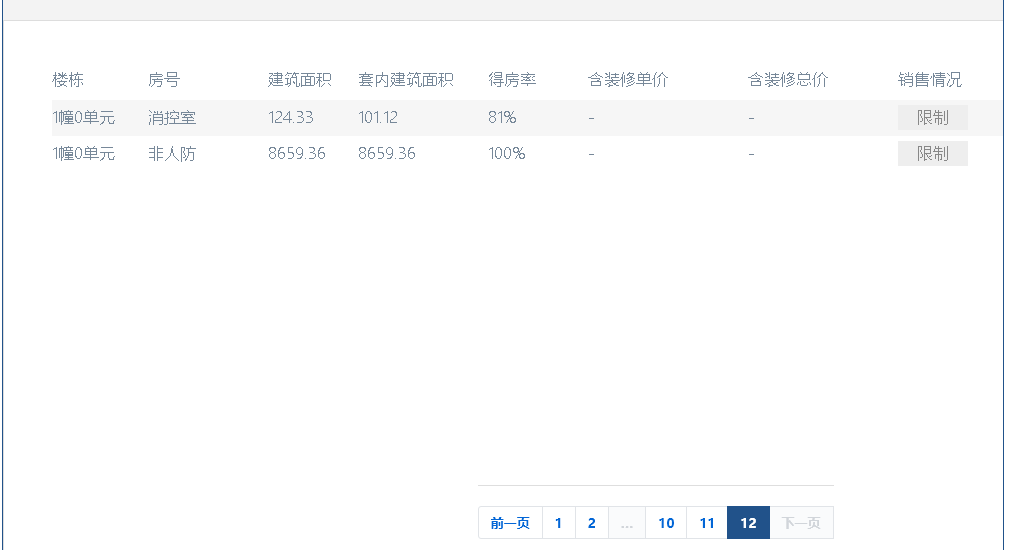 楼栋 房号 建筑面积 套内建筑面积 得房率 含装修单价 含装修总价 销售情况
1幢0单元 消控室 124.33 101.12 81% - - 限制
1幢0单元 非人防 8659.36 8659.36 100% - - 限制
前一页 1 2 ... 10 11 12 下一页